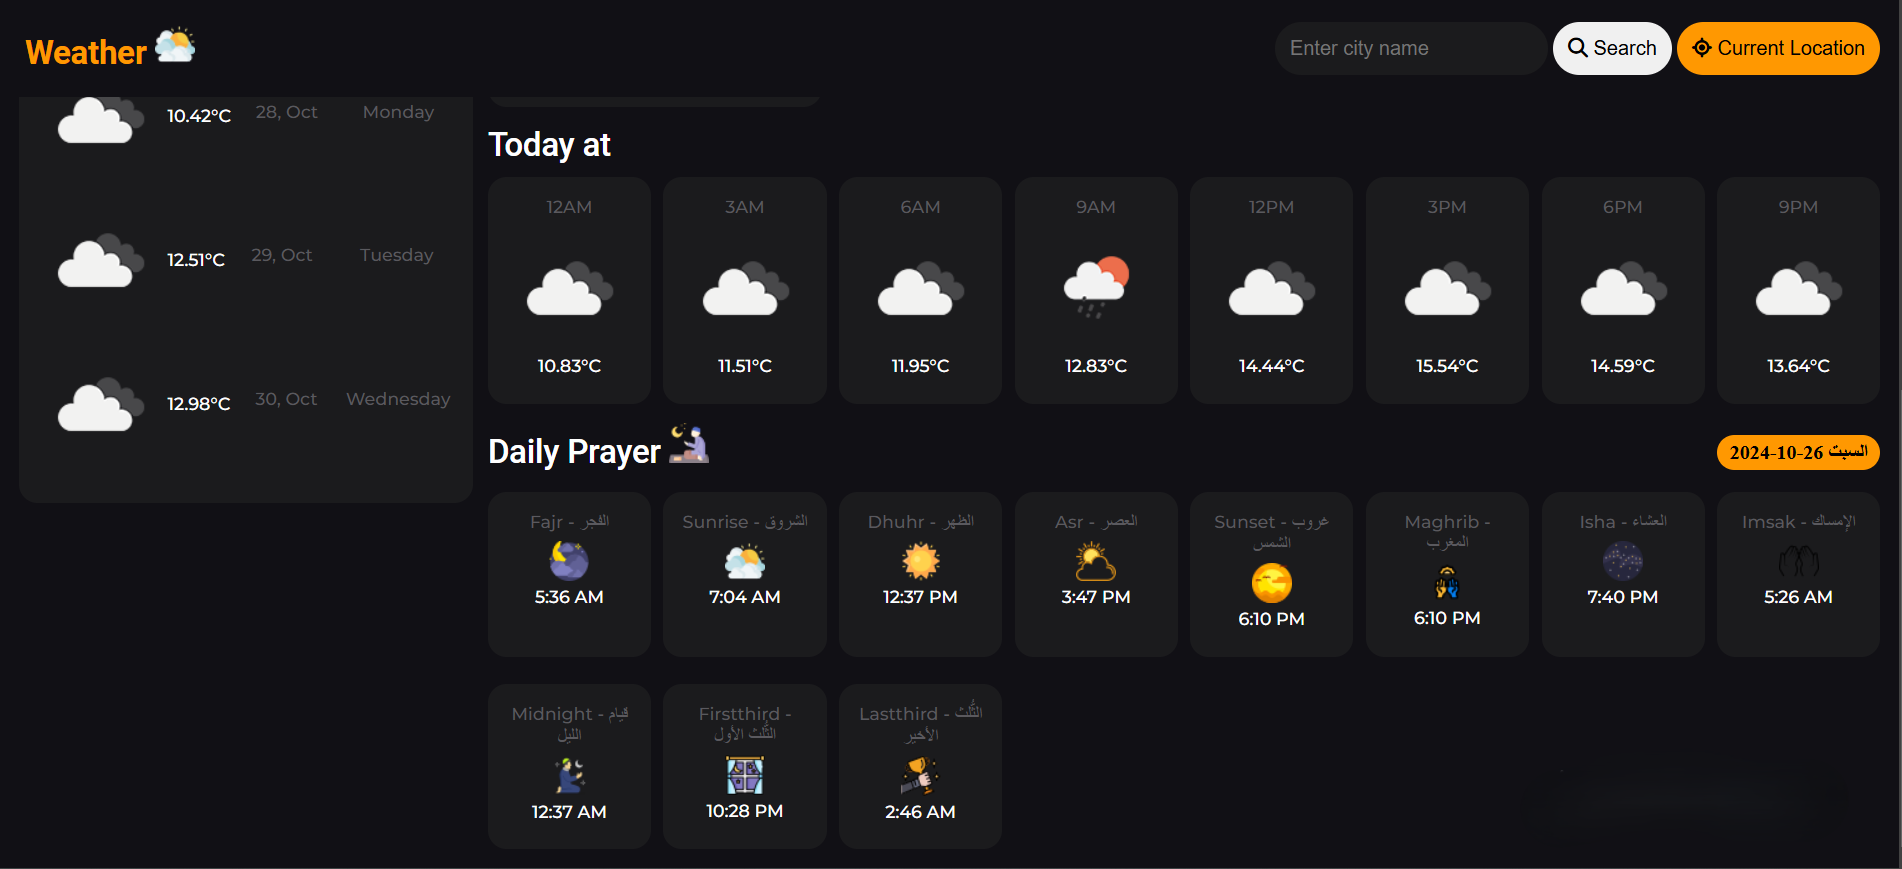 Weather
Enter city name
Search
Current Location
10.42°C 28, Oct Monday
12.51°C 29, Oct Tuesday
12.98°C 30, Oct Wednesday
Today at
12AM 3AM 6AM 9AM 12PM 3PM 6PM 9PM
10.83°C 11.51°C 11.95°C 12.83°C 14.44°C 15.54°C 14.59°C 13.64°C
Daily Prayer
السبت 26-10-2024
Fajr - الفجر
5:36 AM
Sunrise - الشروق
7:04 AM
Dhuhr - الظهر
12:37 PM
Asr - العصر
3:47 PM
Sunset - غروب
الشمس
6:10 PM
Maghrib -
المغرب
6:10 PM
Isha - العشاء
7:40 PM
Imsak - الإمساك
5:26 AM
Midnight - قيام
الليل
12:37 AM
Firstthird -
الثُّلث الأول
10:28 PM
Lastthird - الثُّلث
الأخير
2:46 AM